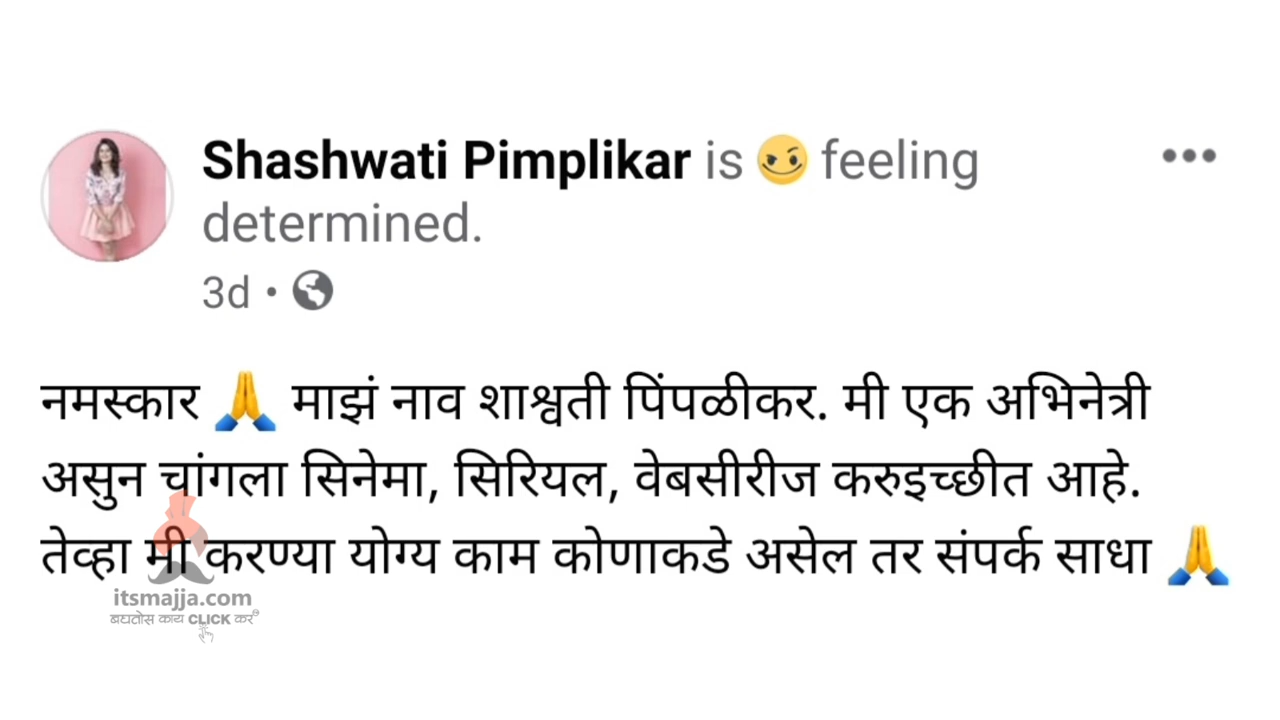 Shashwati Pimplikar is 😈 feeling
determined.
3d •
नमस्कार 🙏 माझं नाव शाश्वती पिंपळीकर. मी एक अभिनेत्री
असुन चांगला सिनेमा, सिरियल, वेबसीरीज करुइच्छीत आहे.
तेव्हा मी करण्या योग्य काम कोणाकडे असेल तर संपर्क साधा 🙏
itsmajja.com
बघतोस काय CLICK कर